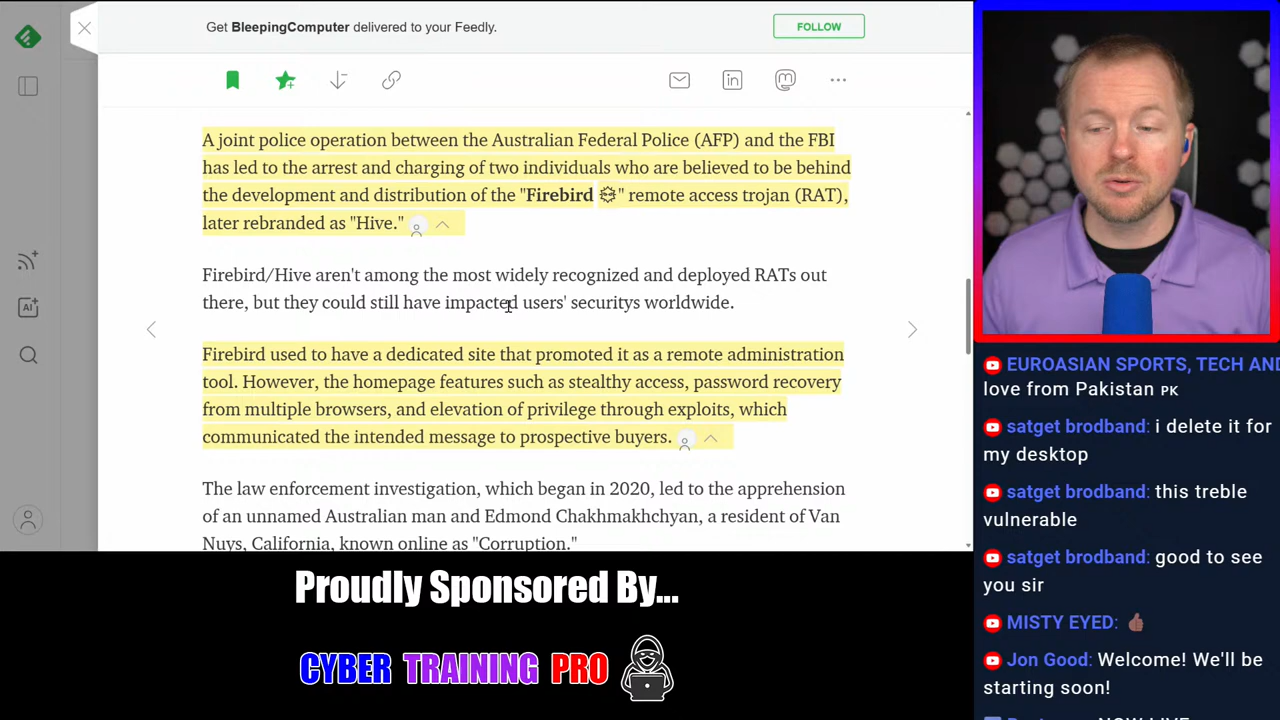 Get BleepingComputer delivered to your Feedly.
FOLLOW
A joint police operation between the Australian Federal Police (AFP) and the FBI
has led to the arrest and charging of two individuals who are believed to be behind
the development and distribution of the "Firebird " remote access trojan (RAT),
later rebranded as "Hive."
Firebird/Hive aren't among the most widely recognized and deployed RATs out
there, but they could still have impacted users' securitys worldwide.
Firebird used to have a dedicated site that promoted it as a remote administration
tool. However, the homepage features such as stealthy access, password recovery
from multiple browsers, and elevation of privilege through exploits, which
communicated the intended message to prospective buyers.
The law enforcement investigation, which began in 2020, led to the apprehension
of an unnamed Australian man and Edmond Chakhmakhchyan, a resident of Van
Nuys, California, known online as "Corruption."
AI
in
Proudly Sponsored By...
CYBER TRAINING PRO
EUROASIAN SPORTS, TECH AND
love from Pakistan PK
satget brodband: i delete it for
my desktop
satget brodband: this treble
vulnerable
satget brodband: good to see
you sir
MISTY EYED: 👍🏾
Jon Good: Welcome! We'll be
starting soon!